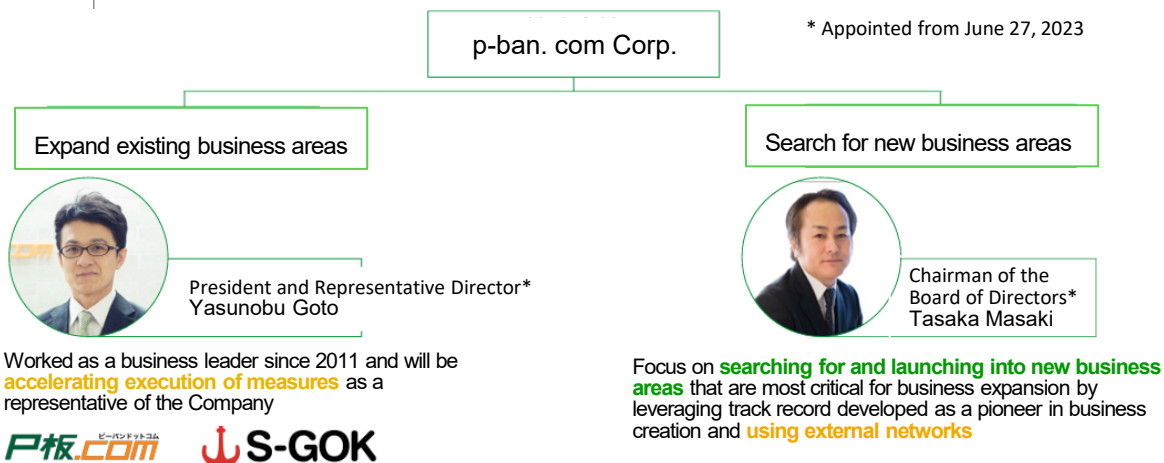 p-ban. com Corp.
* Appointed from June 27, 2023
Expand existing business areas
Search for new business areas
President and Representative Director*
Yasunobu Goto
Chairman of the
Board of Directors*
Tasaka Masaki
Worked as a business leader since 2011 and will be
accelerating execution of measures as a
representative of the Company
Focus on searching for and launching into new business
areas that are most critical for business expansion by
leveraging track record developed as a pioneer in business
creation and using external networks
ピーバンドットコム
P板.COM
S-GOK